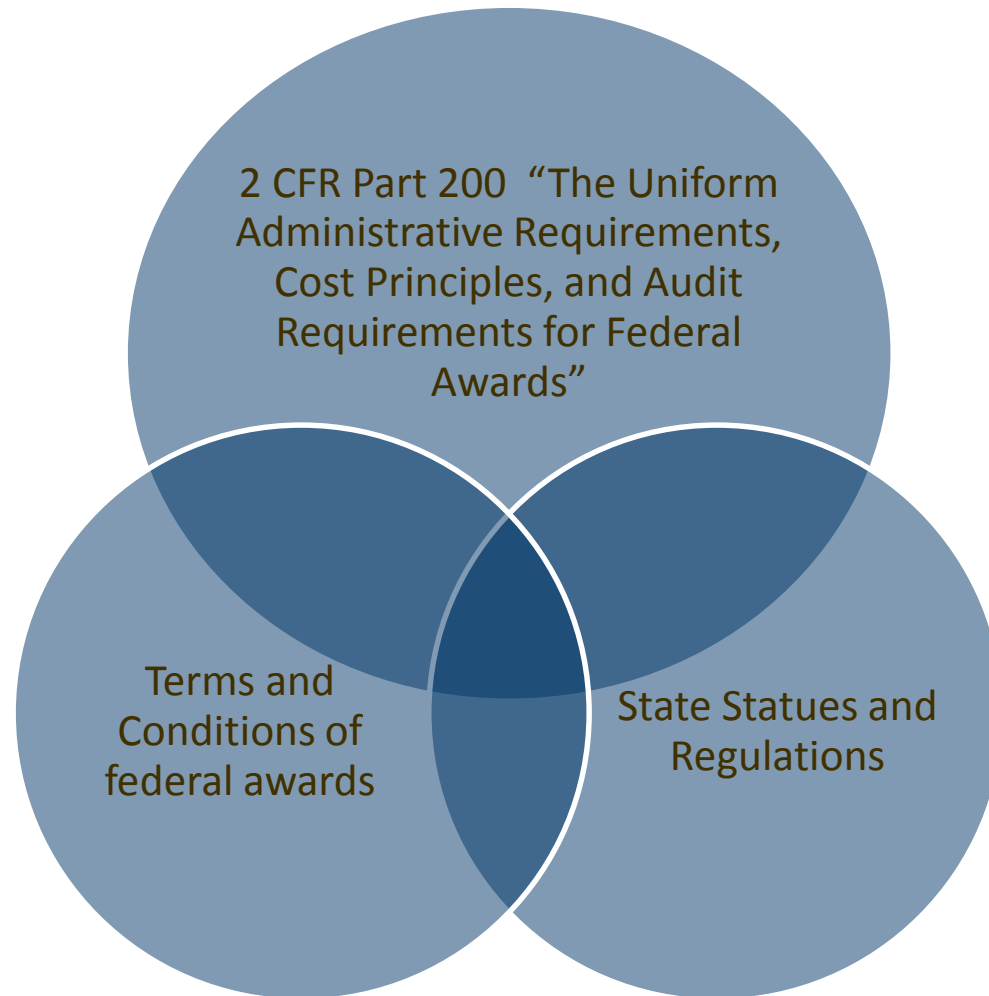 2 CFR Part 200  “The Uniform
Administrative Requirements,
Cost Principles, and Audit
Requirements for Federal
Awards”
Terms and
Conditions of
federal awards
State Statues and
Regulations